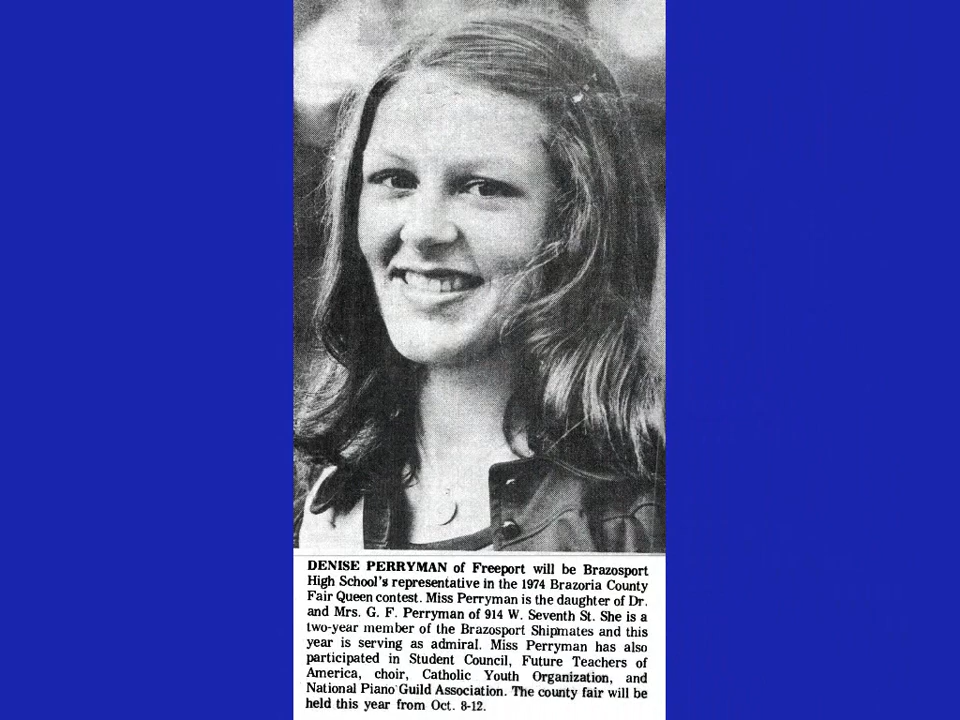 DENISE PERRYMAN of Freeport will be Brazosport
High School's representative in the 1974 Brazoria County
Fair Queen contest. Miss Perryman is the daughter of Dr.
and Mrs. G. F. Perryman of 914 W. Seventh St. She is a
two-year member of the Brazosport Shipmates and this
year is serving as admiral. Miss Perryman has also
participated in Student Council, Future Teachers of
America, choir, Catholic Youth Organization, and
National Piano Guild Association. The county fair will be
held this year from Oct. 8-12.